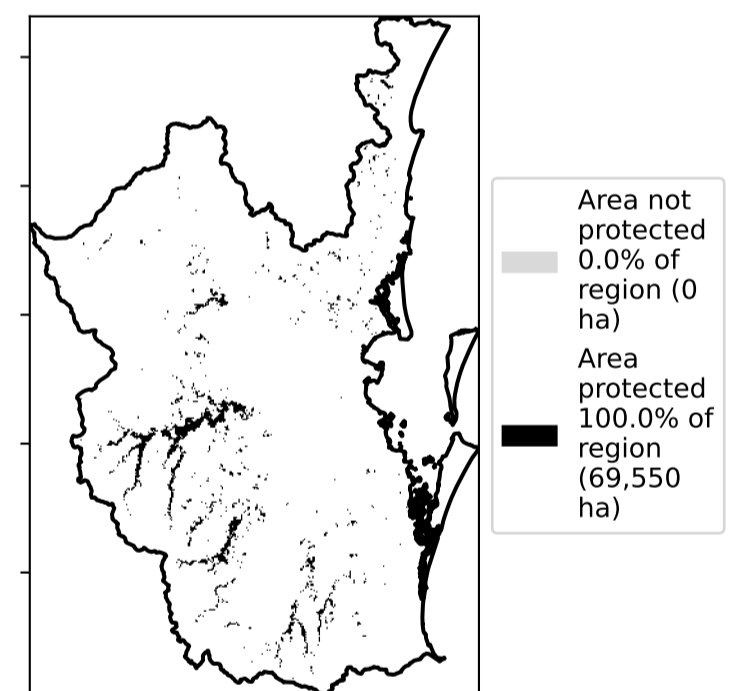 Area not
protected
0.0% of
region (0
ha)
Area
protected
100.0% of
region
(69,550
ha)